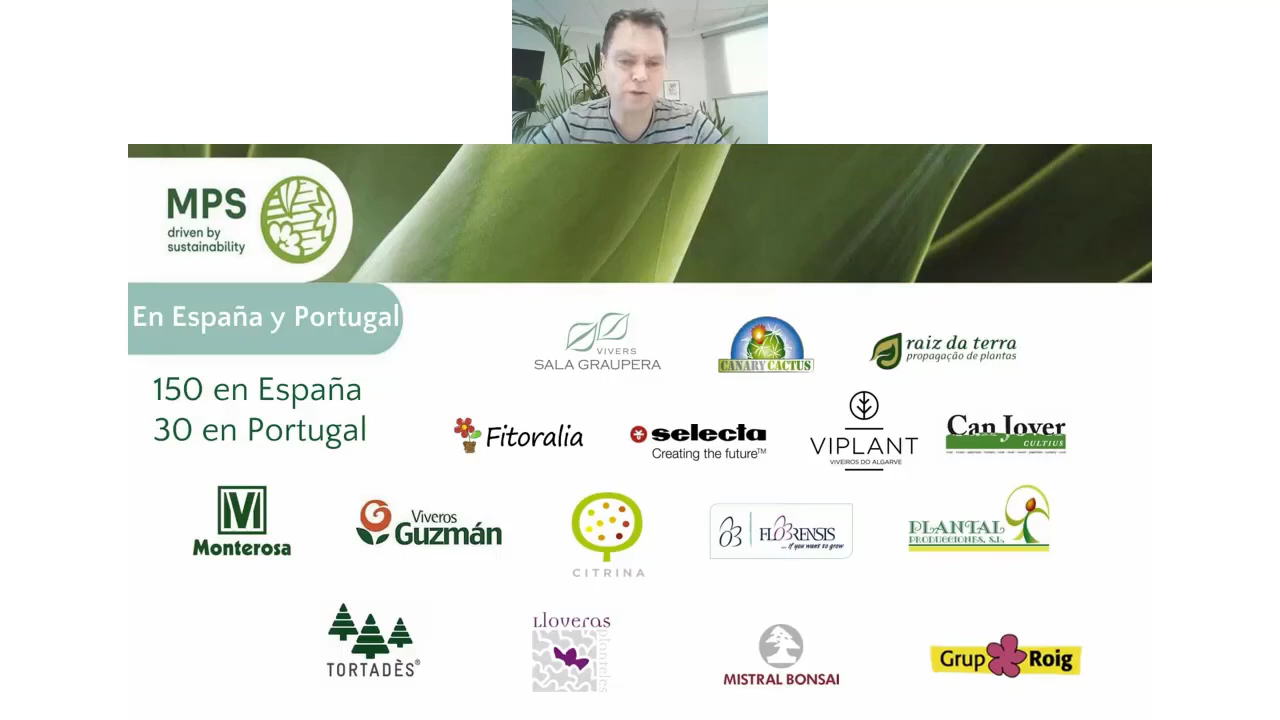 MPS
driven by
sustainability
En España y Portugal
150 en España
30 en Portugal
VIVERS
SALA GRAUPERA
CANARY CACTUS
raiz da terra
propagação de plantas
Fitoralia
selecta
Creating the future™
VIPLANT
VIVEIROS DO ALGARVE
Can Jover
CULTIUS
Monterosa
Viveros
Guzmán
CITRINA
FLORENSIS
... if you want to grow
PLANTAL
PRODUCCIONES, S.L.
TORTADÈS®
Lloveras
planteles
MISTRAL BONSAI
Grup Roig